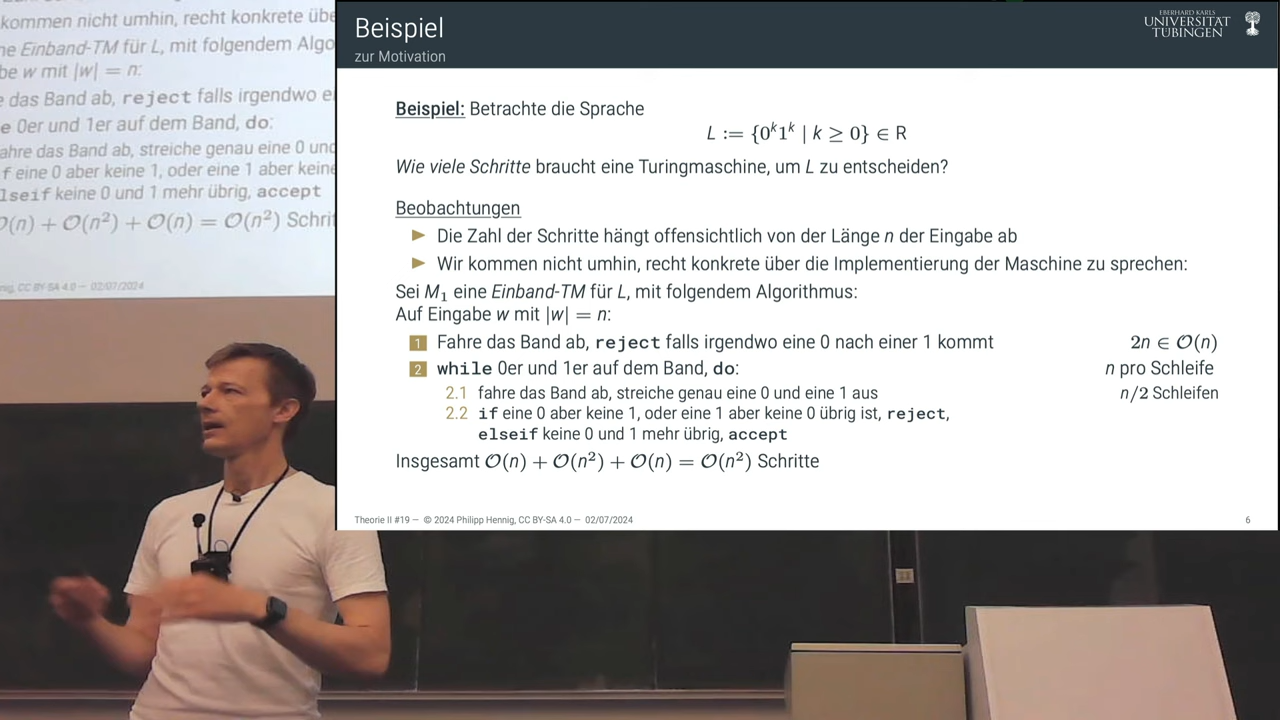 kommen nicht umhin, recht konkrete übe
ne Einband-TM für L, mit folgendem Algo
be w mit |w| = n:
e das Band ab, reject falls irgendwo e
e 0er und 1er auf dem Band, do:
ahre das Band ab, streiche genau eine 0 und
f eine 0 aber keine 1, oder eine 1 aber keine
lseif keine 0 und 1 mehr übrig, accept
O(n) + O(n²) + O(n) = O(n²) Schrit
nig, CC BY-SA 4.0 — 02/07/2024
Beispiel
zur Motivation
EBERHARD KARLS
UNIVERSITÄT
TÜBINGEN
Beispiel: Betrachte die Sprache
L := {0ᵏ1ᵏ | k ≥ 0} ∈ R
Wie viele Schritte braucht eine Turingmaschine, um L zu entscheiden?
Beobachtungen
► Die Zahl der Schritte hängt offensichtlich von der Länge n der Eingabe ab
► Wir kommen nicht umhin, recht konkrete über die Implementierung der Maschine zu sprechen:
Sei M₁ eine Einband-TM für L, mit folgendem Algorithmus:
Auf Eingabe w mit |w| = n:
1 Fahre das Band ab, reject falls irgendwo eine 0 nach einer 1 kommt 2n ∈ O(n)
2 while 0er und 1er auf dem Band, do: n pro Schleife
2.1 fahre das Band ab, streiche genau eine 0 und eine 1 aus n/2 Schleifen
2.2 if eine 0 aber keine 1, oder eine 1 aber keine 0 übrig ist, reject,
elseif keine 0 und 1 mehr übrig, accept
Insgesamt O(n) + O(n²) + O(n) = O(n²) Schritte
Theorie II #19 — © 2024 Philipp Hennig, CC BY-SA 4.0 — 02/07/2024
6